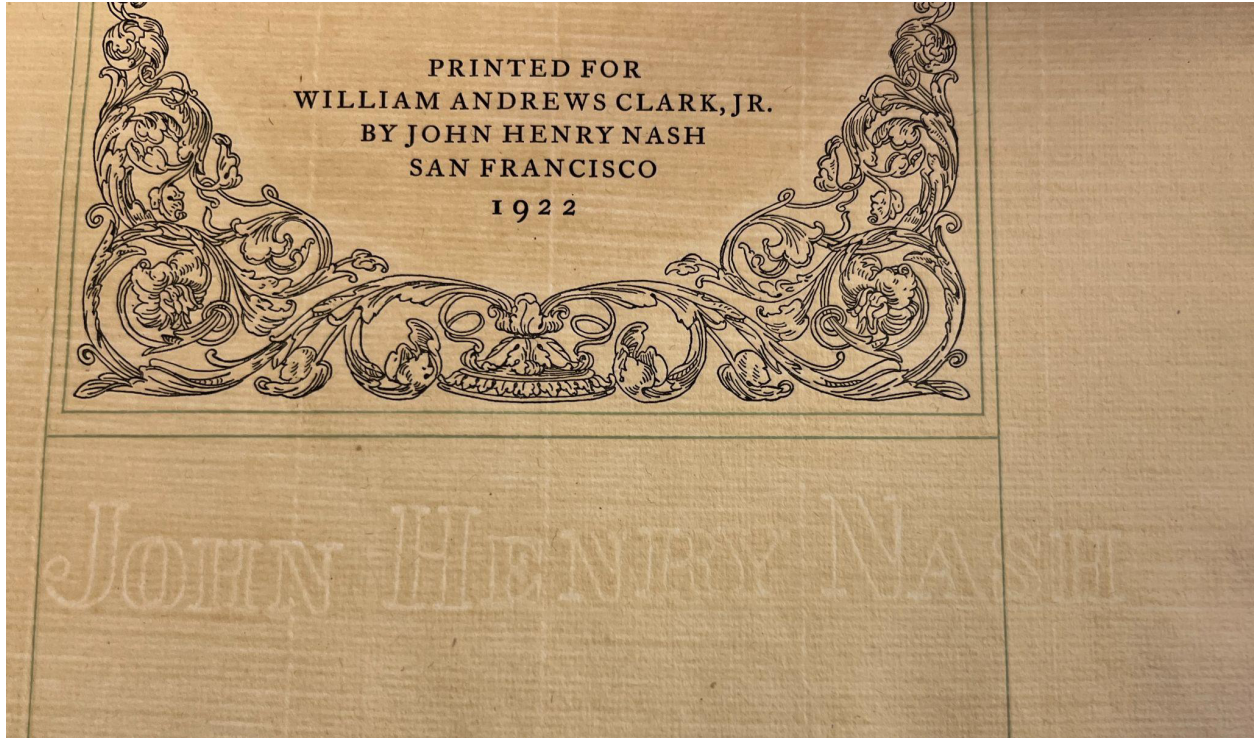 PRINTED FOR
WILLIAM ANDREWS CLARK, JR.
BY JOHN HENRY NASH
SAN FRANCISCO
1922
JOHN HENRY NASH